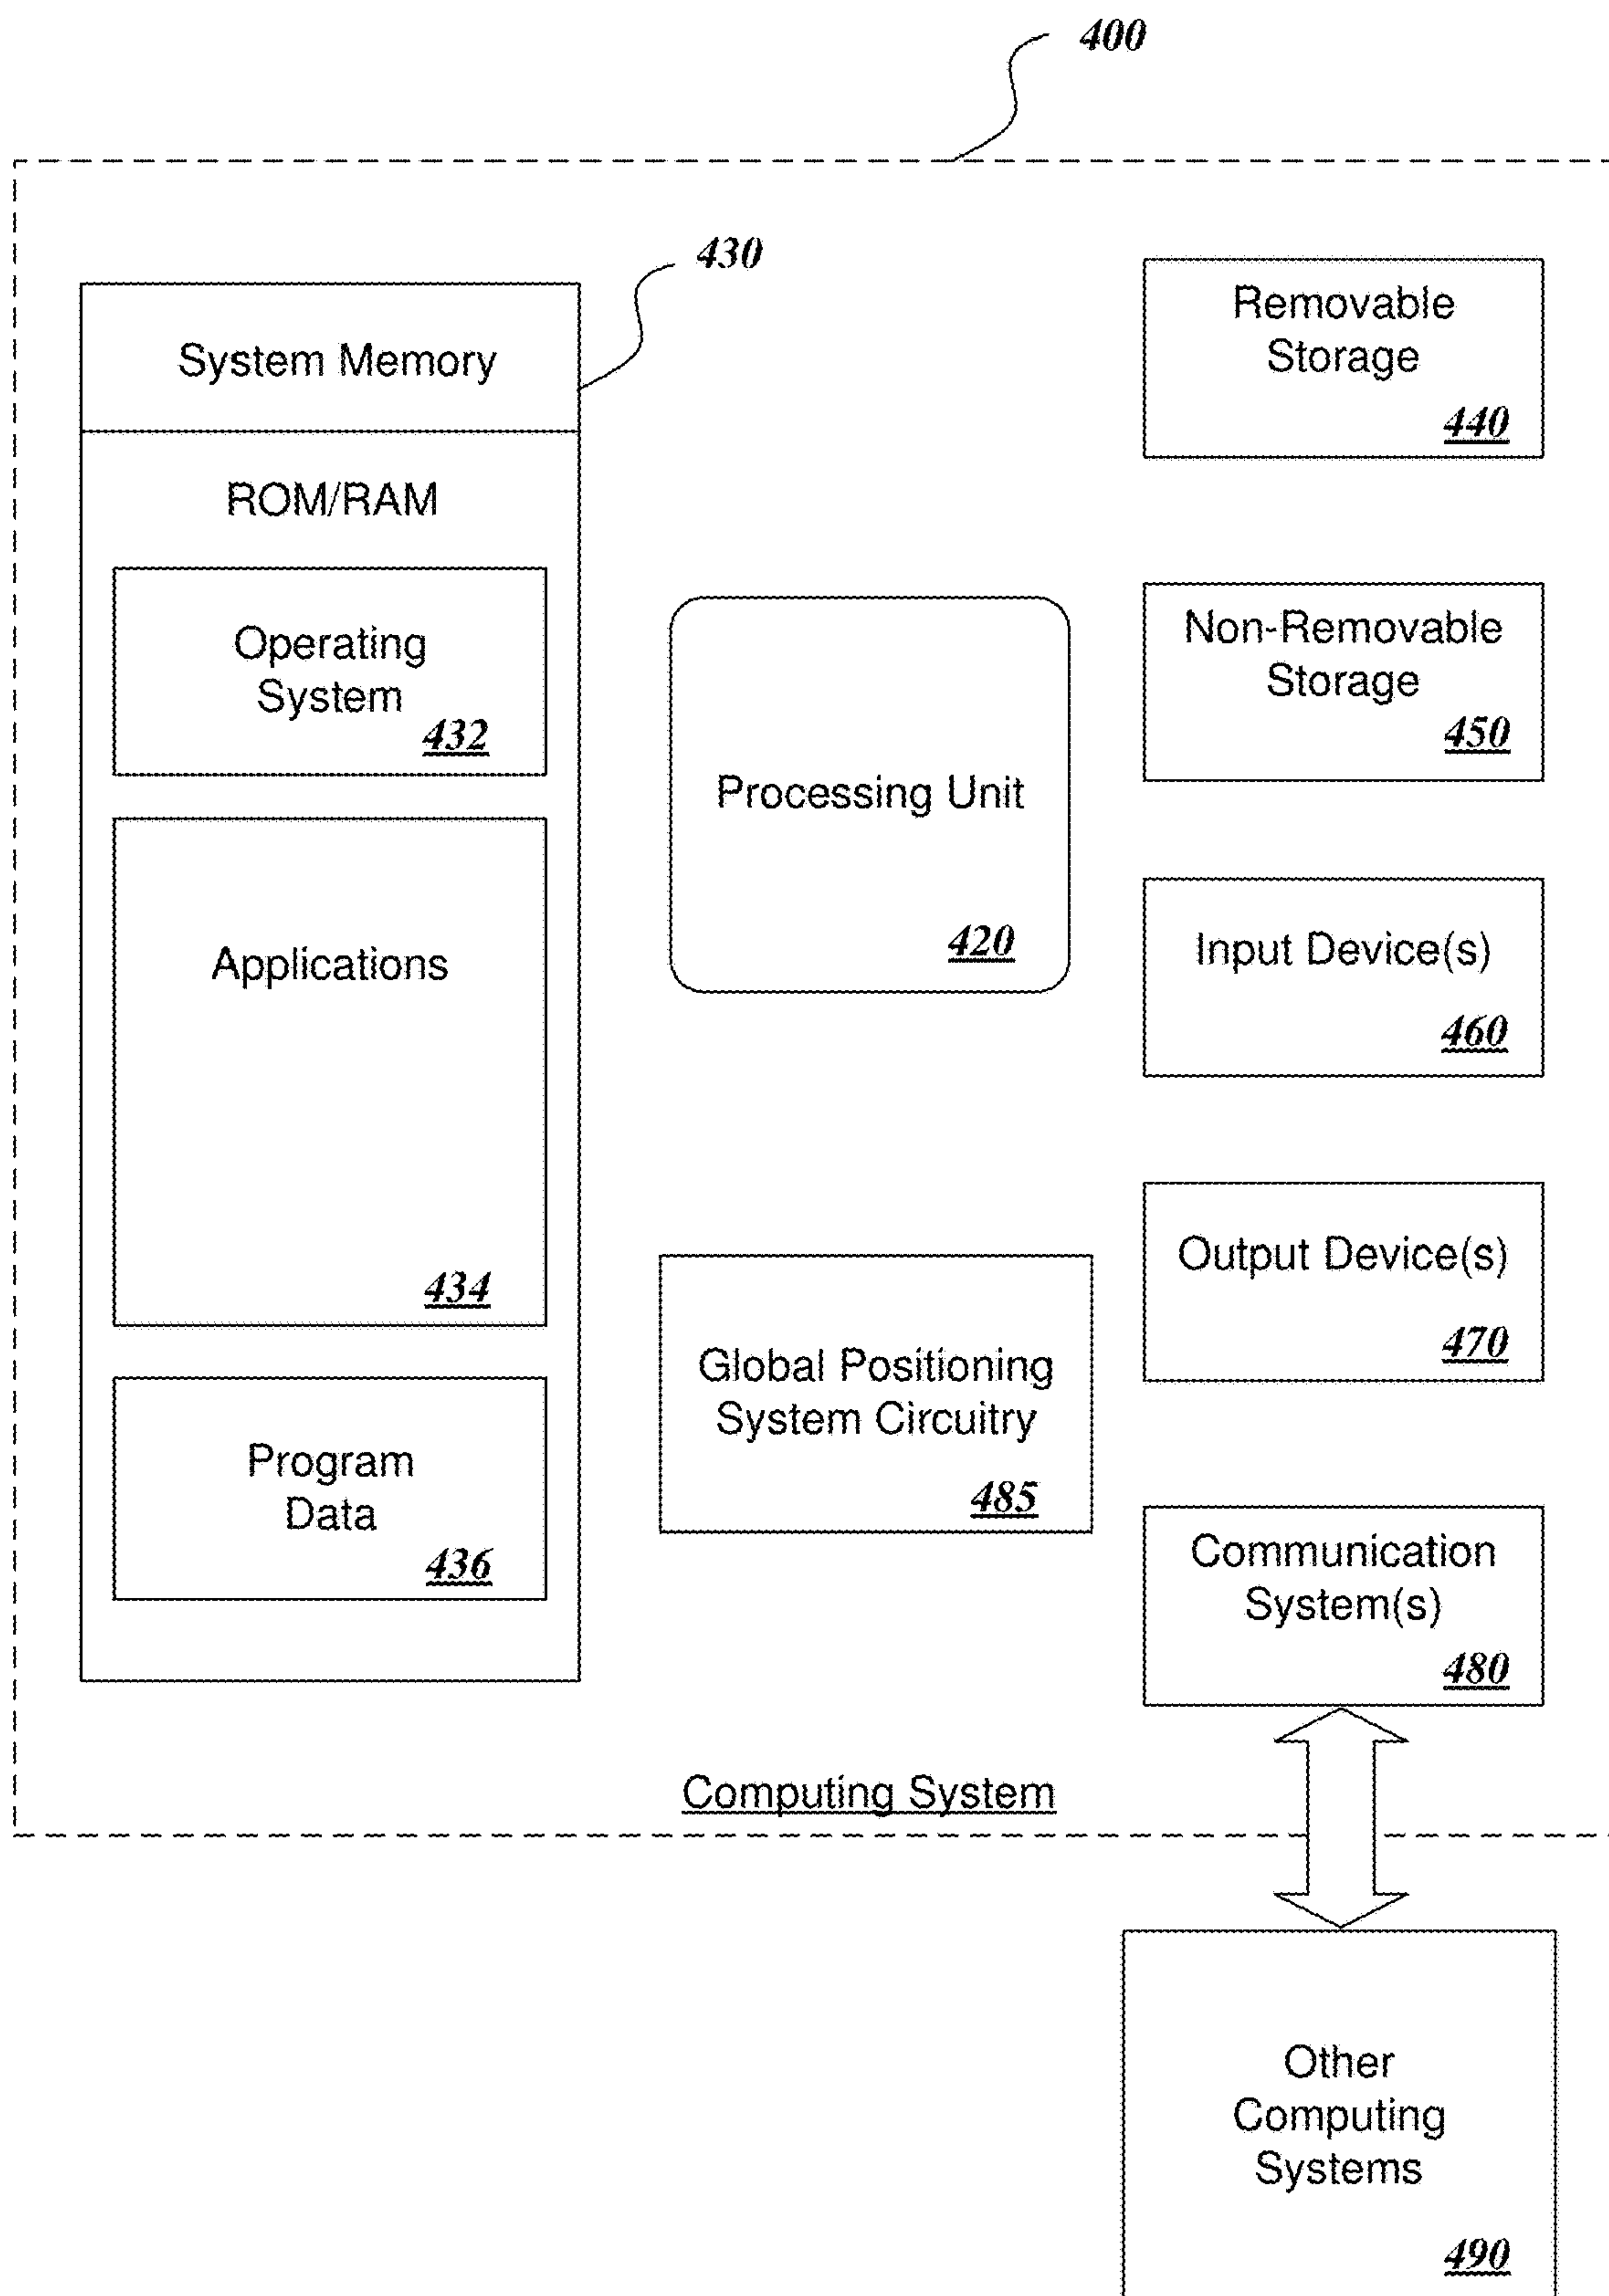 400
430
System Memory
ROM/RAM
Operating
System
432
Applications
434
Program
Data
436
Processing Unit
420
Global Positioning
System Circuitry
485
Removable
Storage
440
Non-Removable
Storage
450
Input Device(s)
460
Output Device(s)
470
Communication
System(s)
480
Computing System
Other
Computing
Systems
490